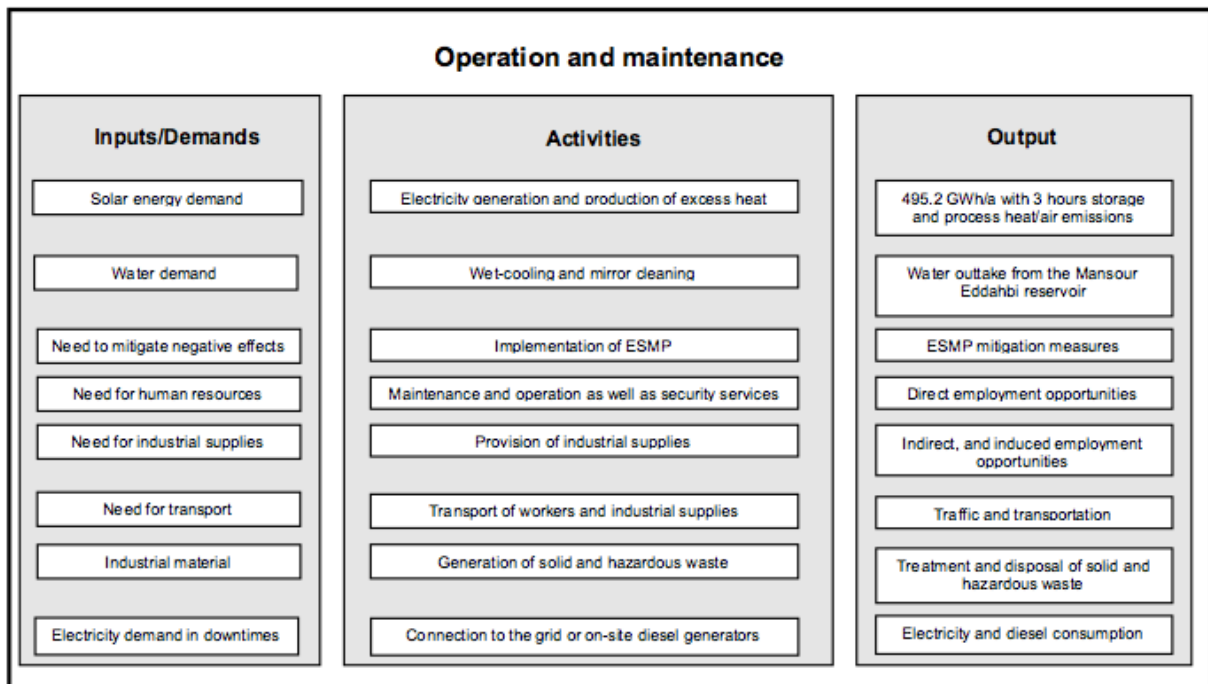 Operation and maintenance
Inputs/Demands
Solar energy demand
Water demand
Need to mitigate negative effects
Need for human resources
Need for industrial supplies
Need for transport
Industrial material
Electricity demand in downtimes
Activities
Electricity generation and production of excess heat
Wet-cooling and mirror cleaning
Implementation of ESMP
Maintenance and operation as well as security services
Provision of industrial supplies
Transport of workers and industrial supplies
Generation of solid and hazardous waste
Connection to the grid or on-site diesel generators
Output
495.2 GWh/a with 3 hours storage
and process heat/air emissions
Water outtake from the Mansour
Eddahbi reservoir
ESMP mitigation measures
Direct employment opportunities
Indirect, and induced employment
opportunities
Traffic and transportation
Treatment and disposal of solid and
hazardous waste
Electricity and diesel consumption